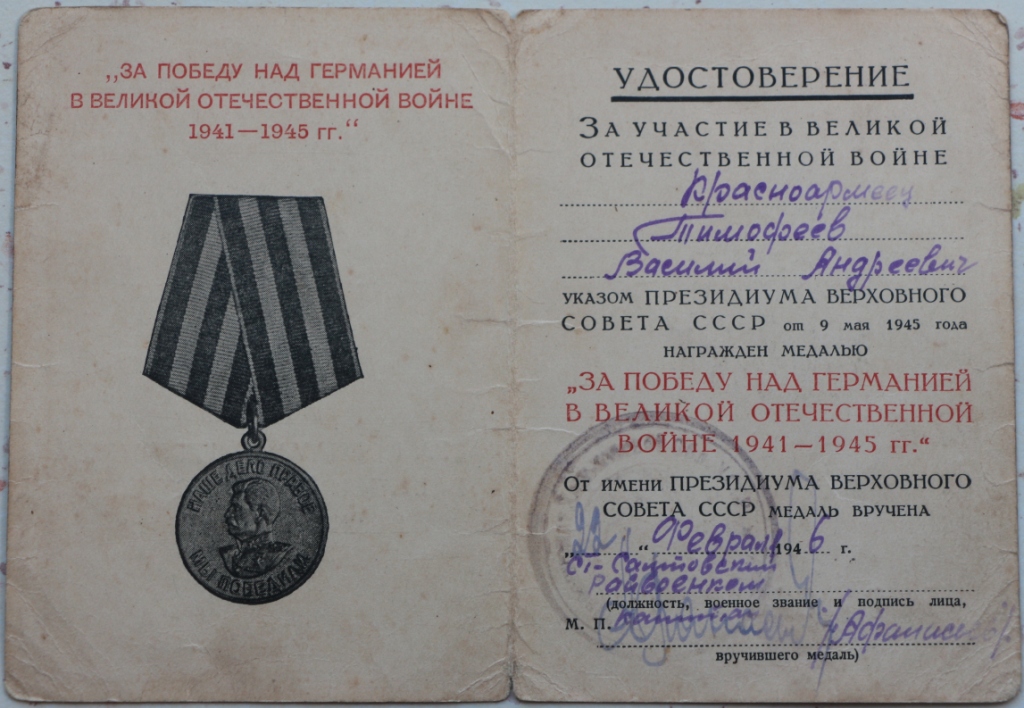 „ЗА ПОБЕДУ НАД ГЕРМАНИЕЙ
В ВЕЛИКОЙ ОТЕЧЕСТВЕННОЙ ВОЙНЕ
1941—1945 гг.“
НАШЕ ДЕЛО ПРАВОЕ
МЫ ПОБЕДИЛИ
УДОСТОВЕРЕНИЕ
ЗА УЧАСТИЕ В ВЕЛИКОЙ
ОТЕЧЕСТВЕННОЙ ВОЙНЕ
Красноармеец
Тимофеев
Василий Андреевич
УКАЗОМ ПРЕЗИДИУМА ВЕРХОВНОГО
СОВЕТА СССР от 9 мая 1945 года
НАГРАЖДЕН МЕДАЛЬЮ
„ЗА ПОБЕДУ НАД ГЕРМАНИЕЙ
В ВЕЛИКОЙ ОТЕЧЕСТВЕННОЙ
ВОЙНЕ 1941—1945 гг.“
ОТ ИМЕНИ ПРЕЗИДИУМА ВЕРХОВНОГО
СОВЕТА СССР МЕДАЛЬ ВРУЧЕНА
„22“ Февраля 1946 г.
Райвоенком
(должность, военное звание и подпись лица,
М. П.
вручившего медаль)